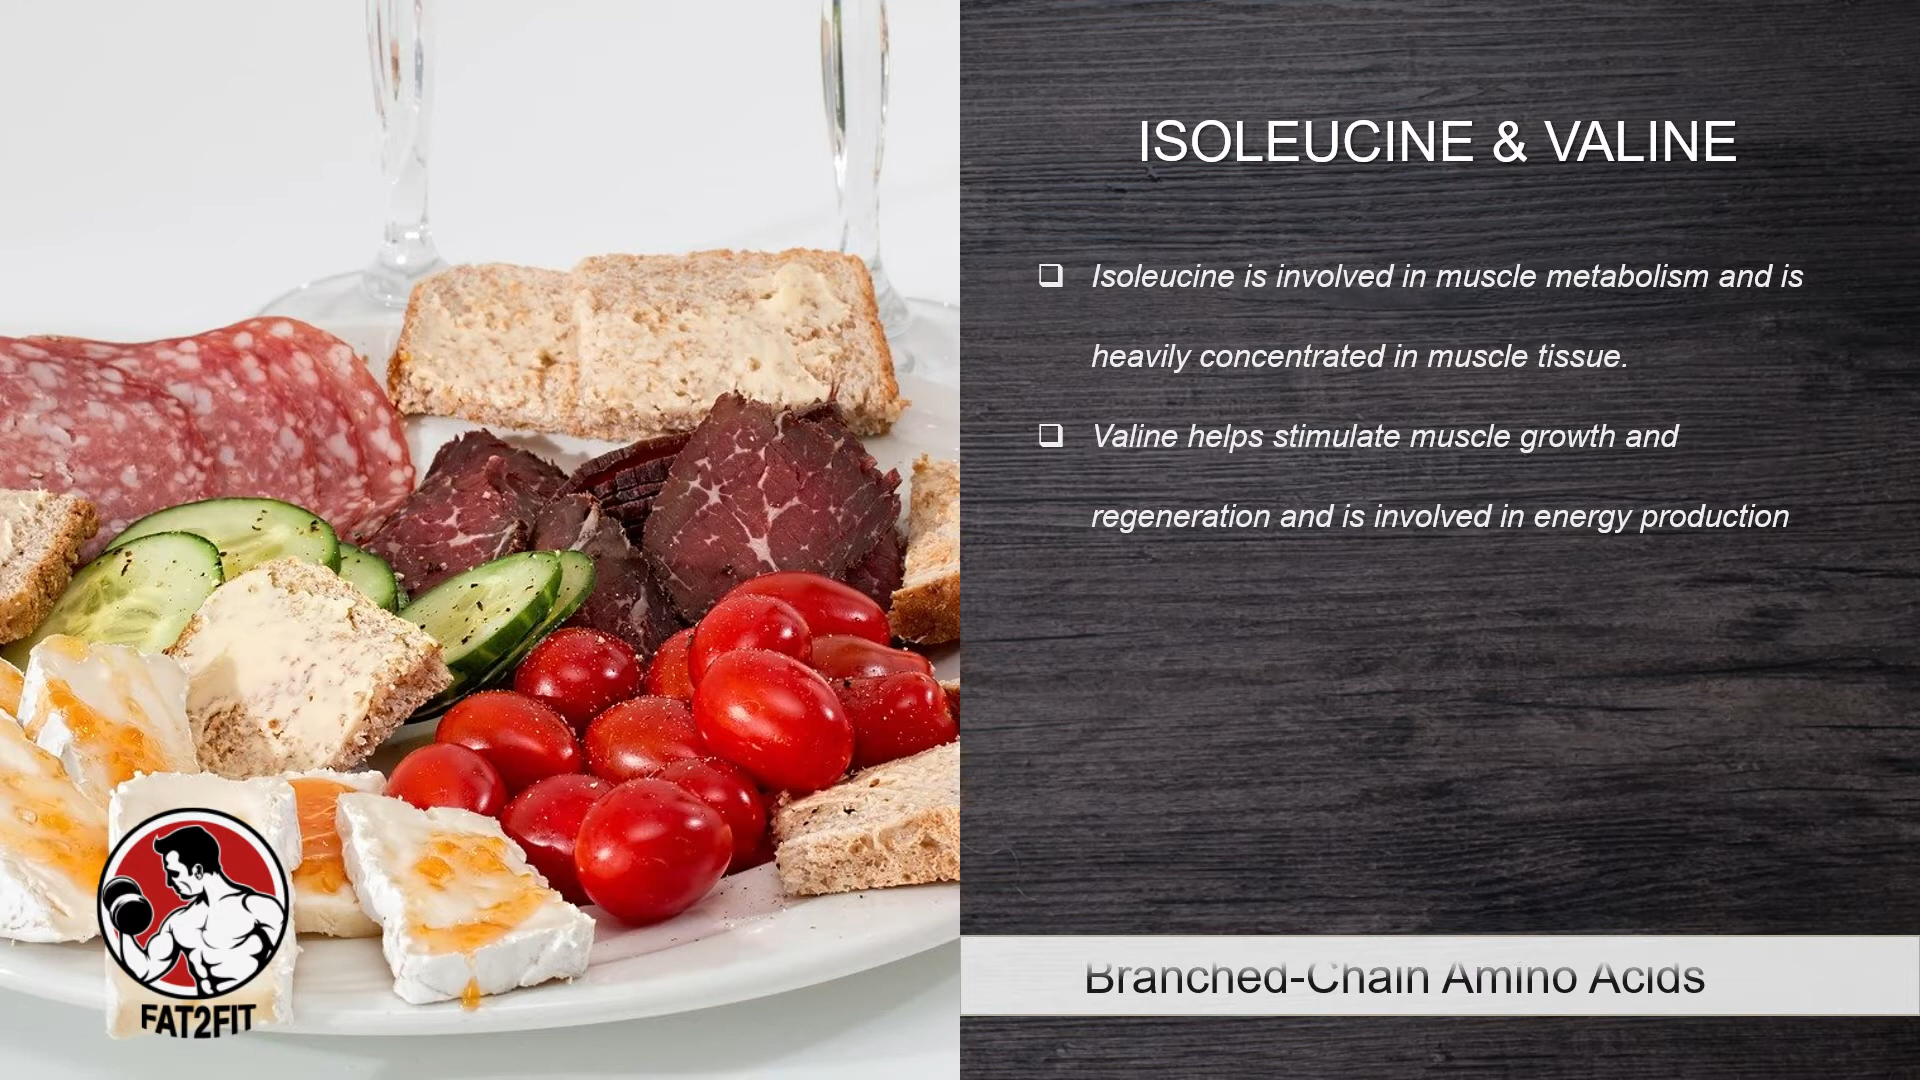 ISOLEUCINE & VALINE
❑ Isoleucine is involved in muscle metabolism and is
heavily concentrated in muscle tissue.
❑ Valine helps stimulate muscle growth and
regeneration and is involved in energy production
Branched-Chain Amino Acids
FAT2FIT